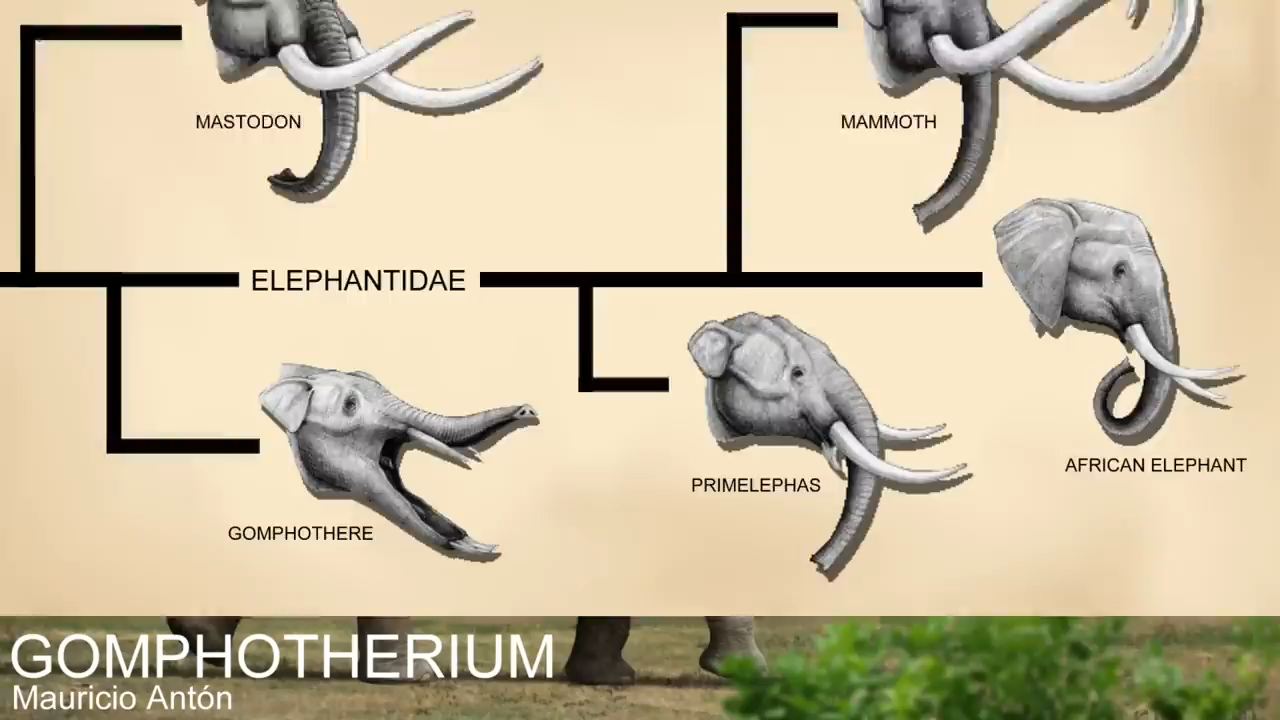 MASTODON
MAMMOTH
ELEPHANTIDAE
AFRICAN ELEPHANT
PRIMELEPHAS
GOMPHOTHERE
GOMPHOTHERIUM
Mauricio Antón